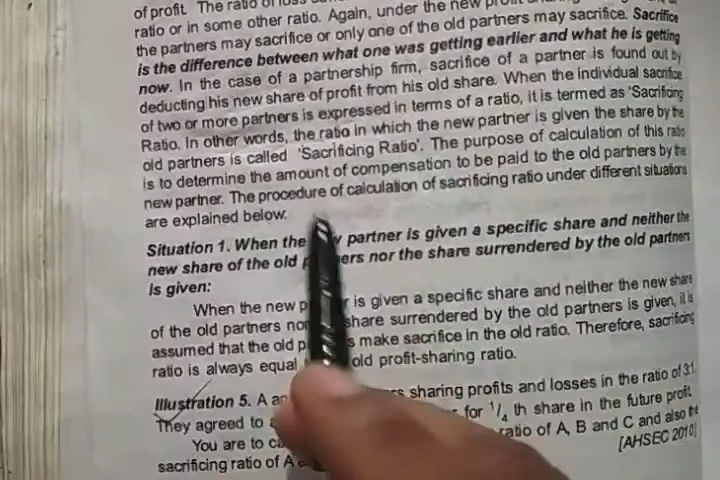 of profit. The ratio of
ratio or in some other ratio. Again, under the new
the partners may sacrifice or only one of the old partners may sacrifice. Sacrifice
is the difference between what one was getting earlier and what he is getting
now. In the case of a partnership firm, sacrifice of a partner is found out by
deducting his new share of profit from his old share. When the individual sacrifice
of two or more partners is expressed in terms of a ratio, it is termed as 'Sacrificing
Ratio. In other words, the ratio in which the new partner is given the share by the
old partners is called 'Sacrificing Ratio'. The purpose of calculation of this ratio
is to determine the amount of compensation to be paid to the old partners by the
new partner. The procedure of calculation of sacrificing ratio under different situations
are explained below:
Situation 1. When the partner is given a specific share and neither the
new share of the old nor the share surrendered by the old partners
is given:
When the new is given a specific share and neither the new share
of the old partners share surrendered by the old partners is given, it is
assumed that the old make sacrifice in the old ratio. Therefore, sacrificing
ratio is always equal old profit-sharing ratio.
Illustration 5. A sharing profits and losses in the ratio of 3:1
They agreed to for 1/4 th share in the future profit.
You are to ratio of A, B and C and also the
sacrificing ratio of A [AHSEC 2010]